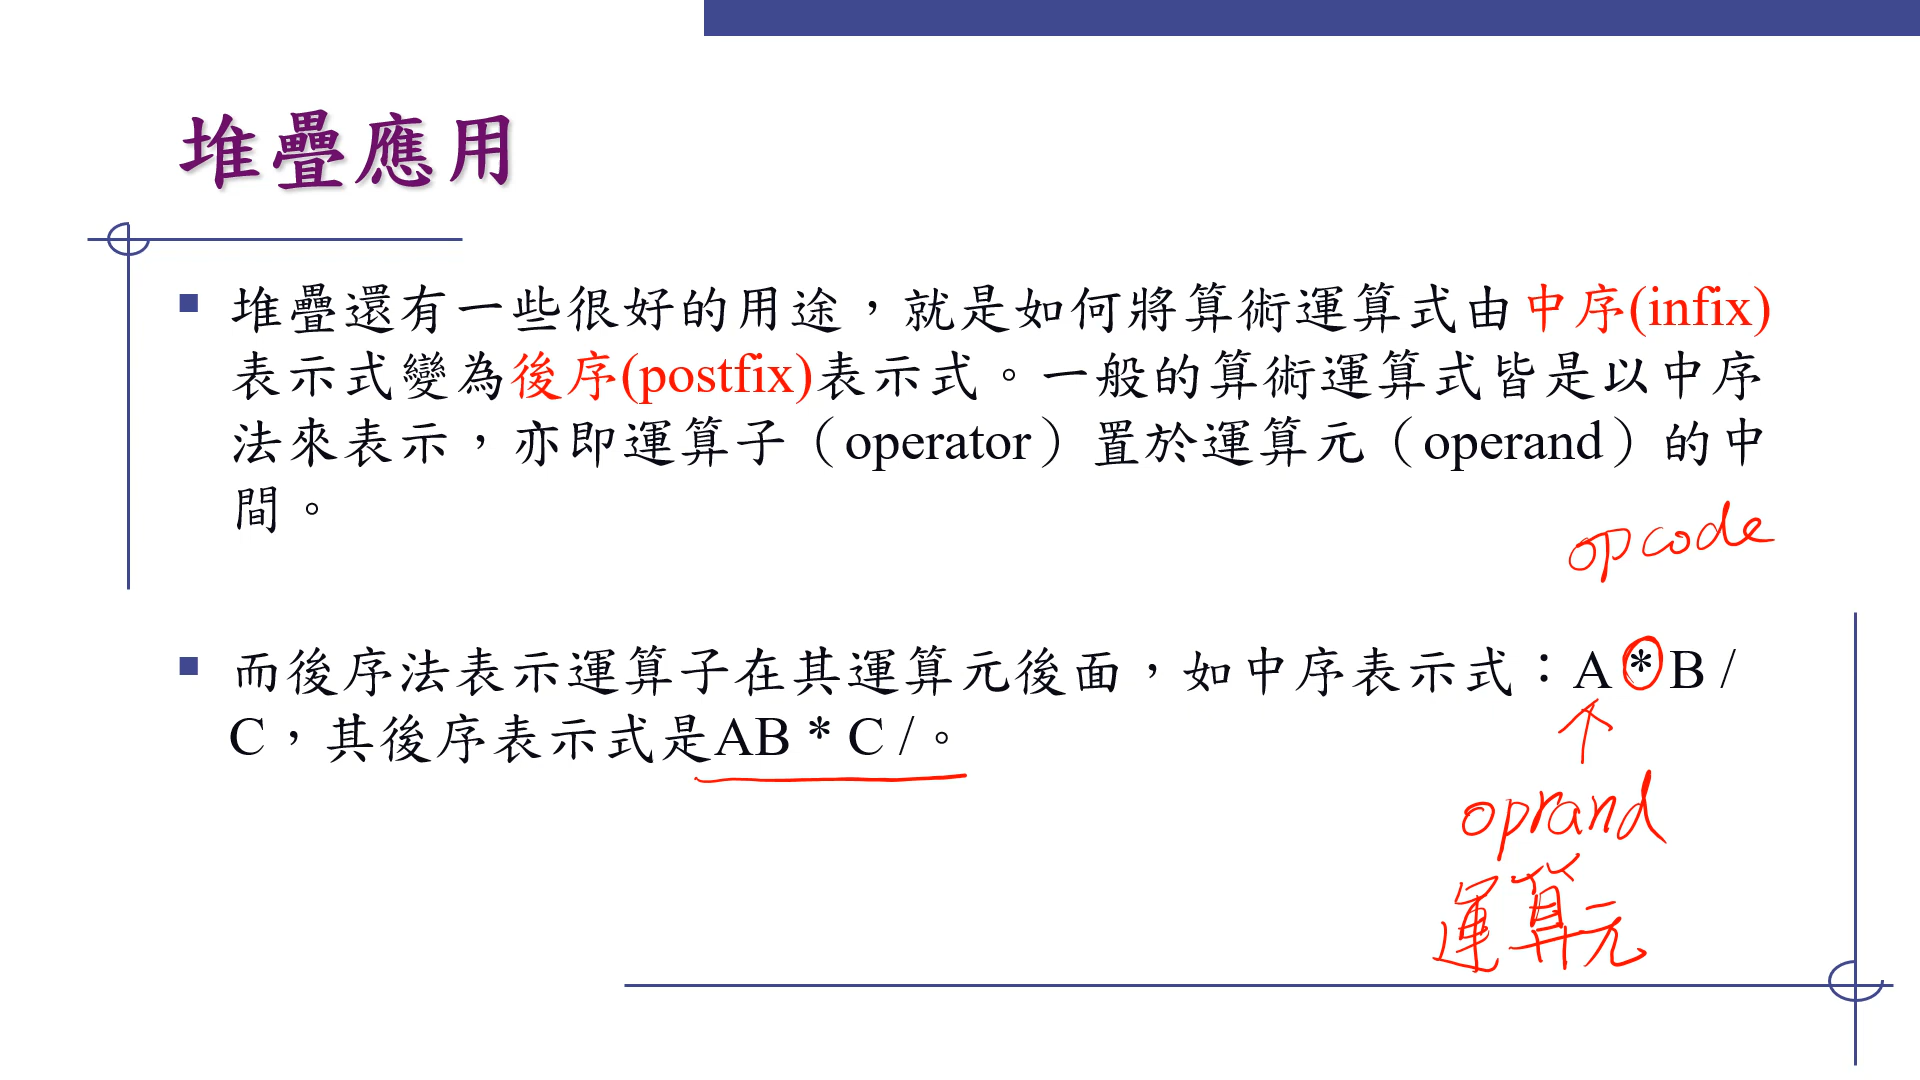 堆疊應用
堆疊還有一些很好的用途，就是如何將算術運算式由中序(infix)
表示式變為後序(postfix)表示式。一般的算術運算式皆是以中序
法來表示，亦即運算子（operator）置於運算元（operand）的中
間。
opcode
而後序法表示運算子在其運算元後面，如中序表示式：A * B /
C，其後序表示式是AB * C /。
oprand
運算元